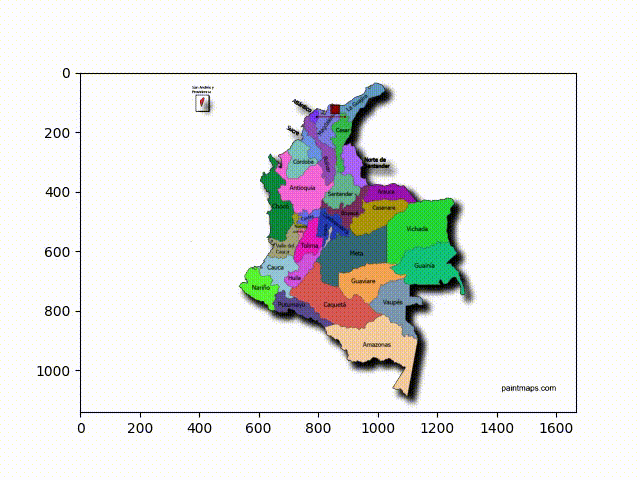 0
200
400
600
800
1000
San Andrés y
Providencia
Atlántico
La Guajira
Sucre
Cesar
Córdoba
Norte de
Santander
Antioquia
Santander
Arauca
Chocó
Boyacá
Casanare
Vichada
Tolima
Valle del
Cauca
Meta
Guainía
Cauca
Huila
Guaviare
Nariño
Putumayo
Caquetá
Vaupés
Amazonas
paintmaps.com
0 200 400 600 800 1000 1200 1400 1600